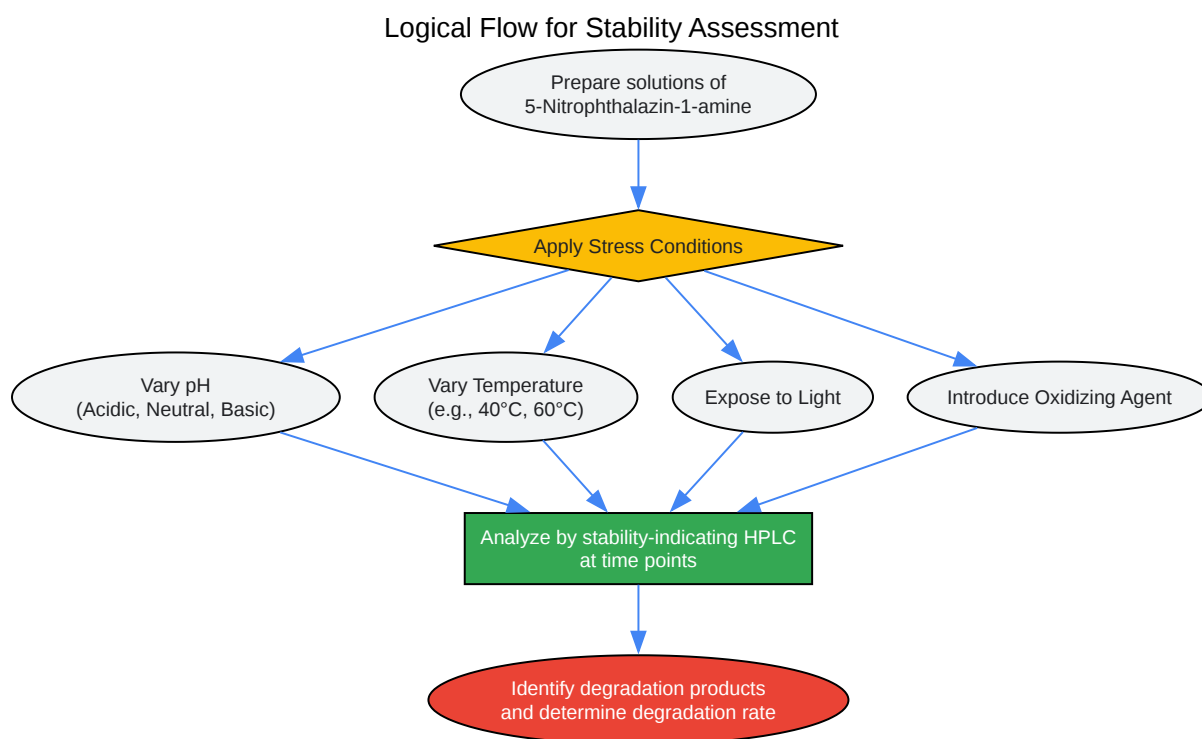 Logical Flow for Stability Assessment
Prepare solutions of
5-Nitrophthalazin-1-amine
Apply Stress Conditions
Vary pH
(Acidic, Neutral, Basic)
Vary Temperature
(e.g., 40°C, 60°C)
Expose to Light
Introduce Oxidizing Agent
Analyze by stability-indicating HPLC
at time points
Identify degradation products
and determine degradation rate